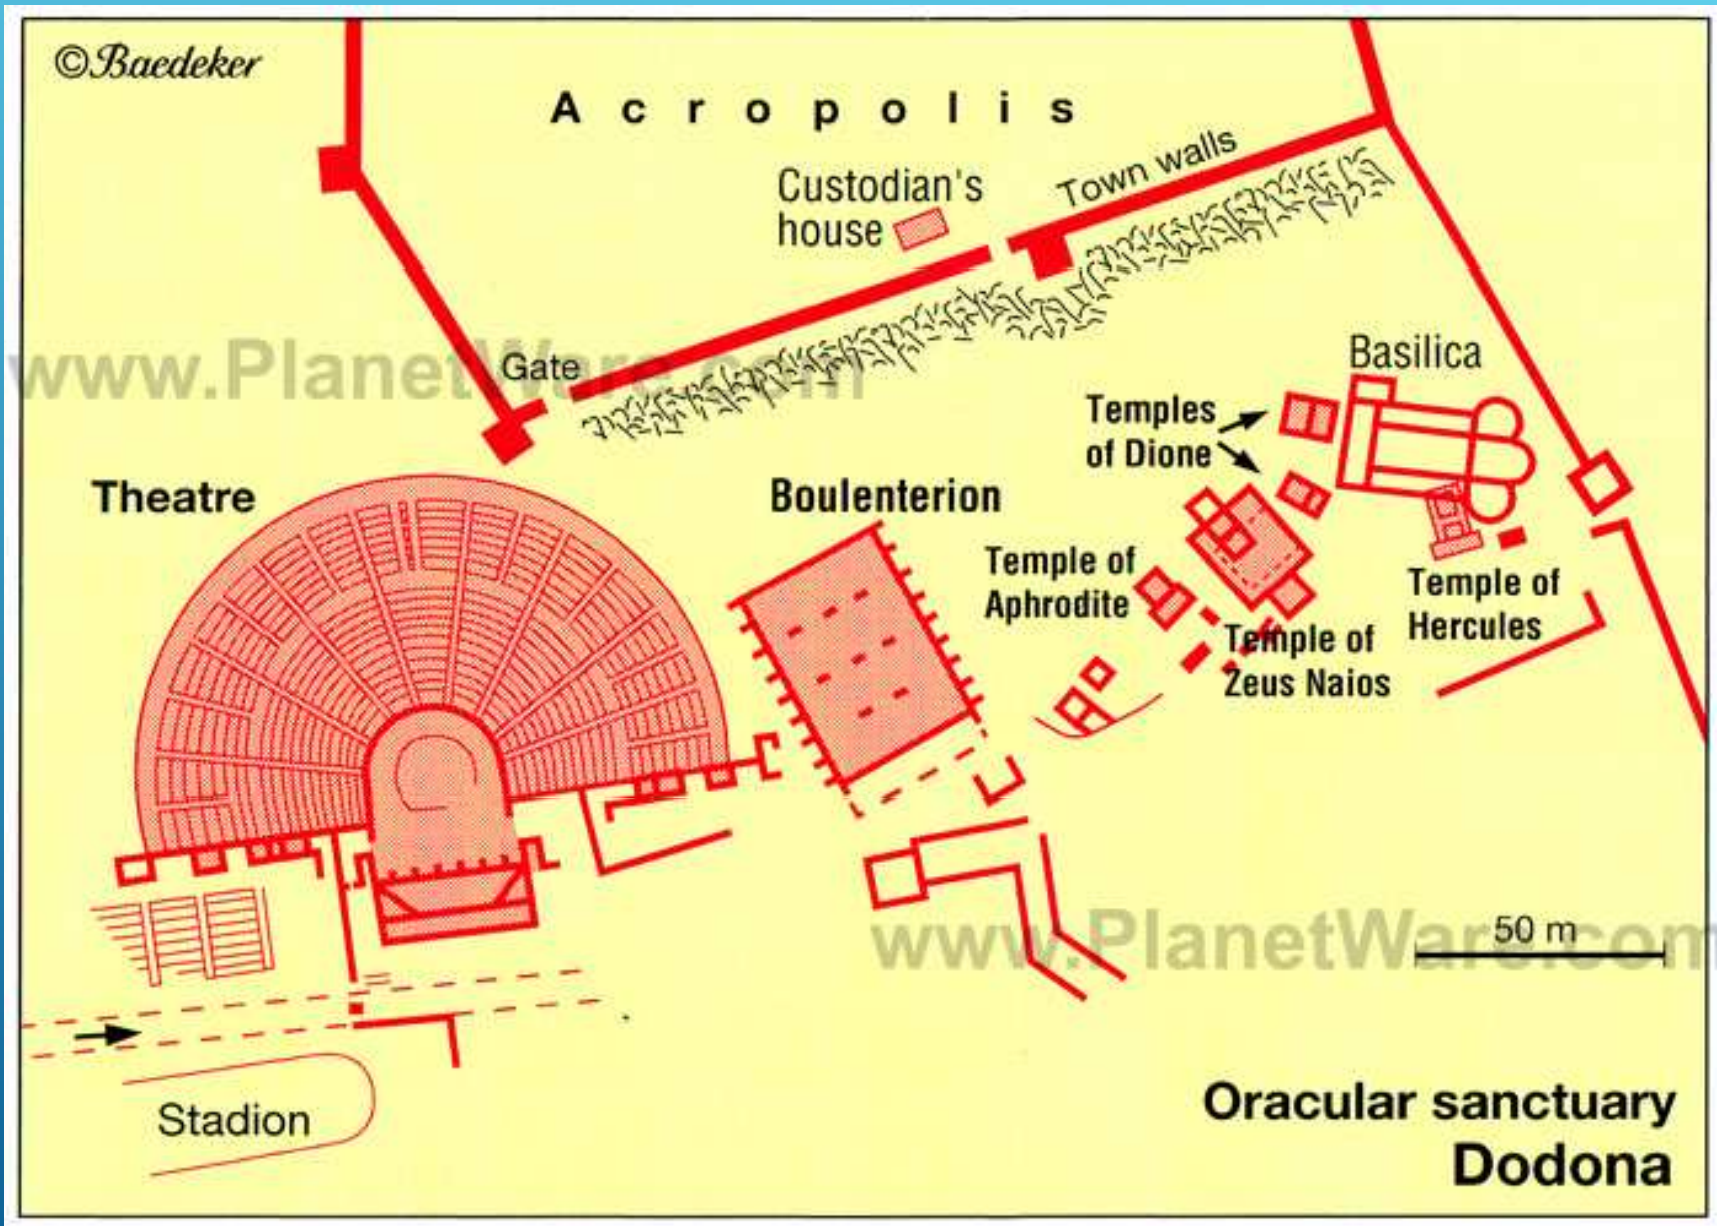 ©Baedeker
Acropolis
Custodian's
house
Town walls
www.PlanetWare.com
Gate
Basilica
Temples
of Dione
Theatre
Boulenterion
Temple of
Aphrodite
Temple of
Hercules
Temple of
Zeus Naios
www.PlanetWare.com
50 m
Stadion
Oracular sanctuary
Dodona